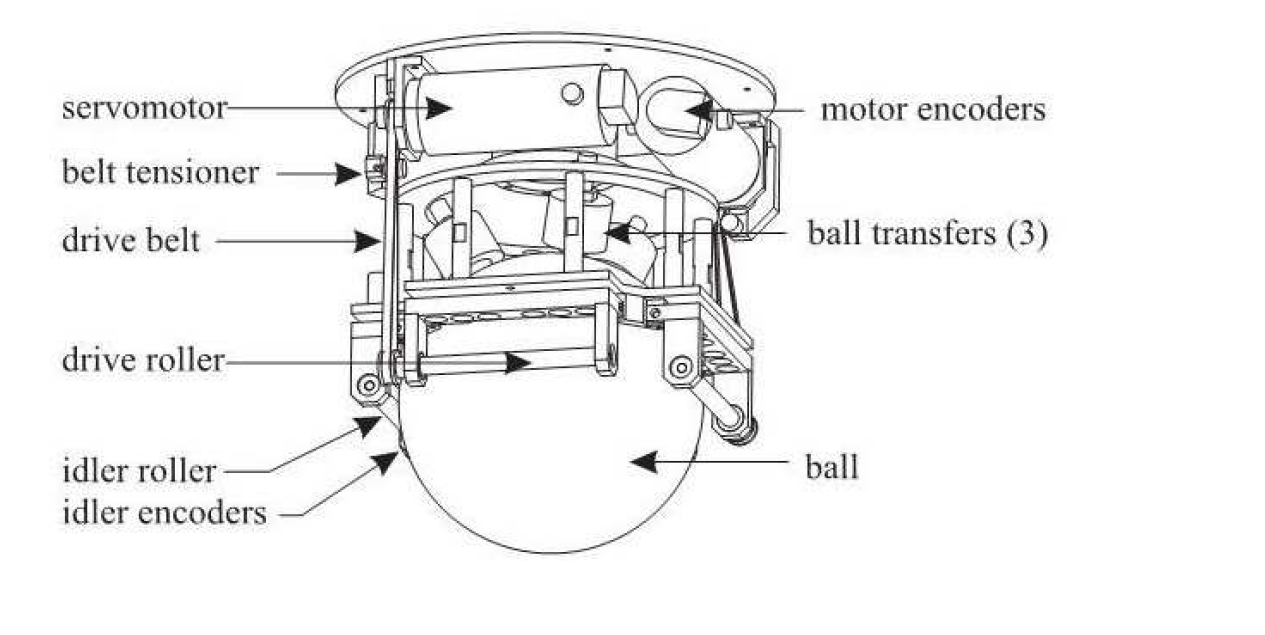 servomotor
motor encoders
belt tensioner
drive belt
ball transfers (3)
drive roller
idler roller
ball
idler encoders